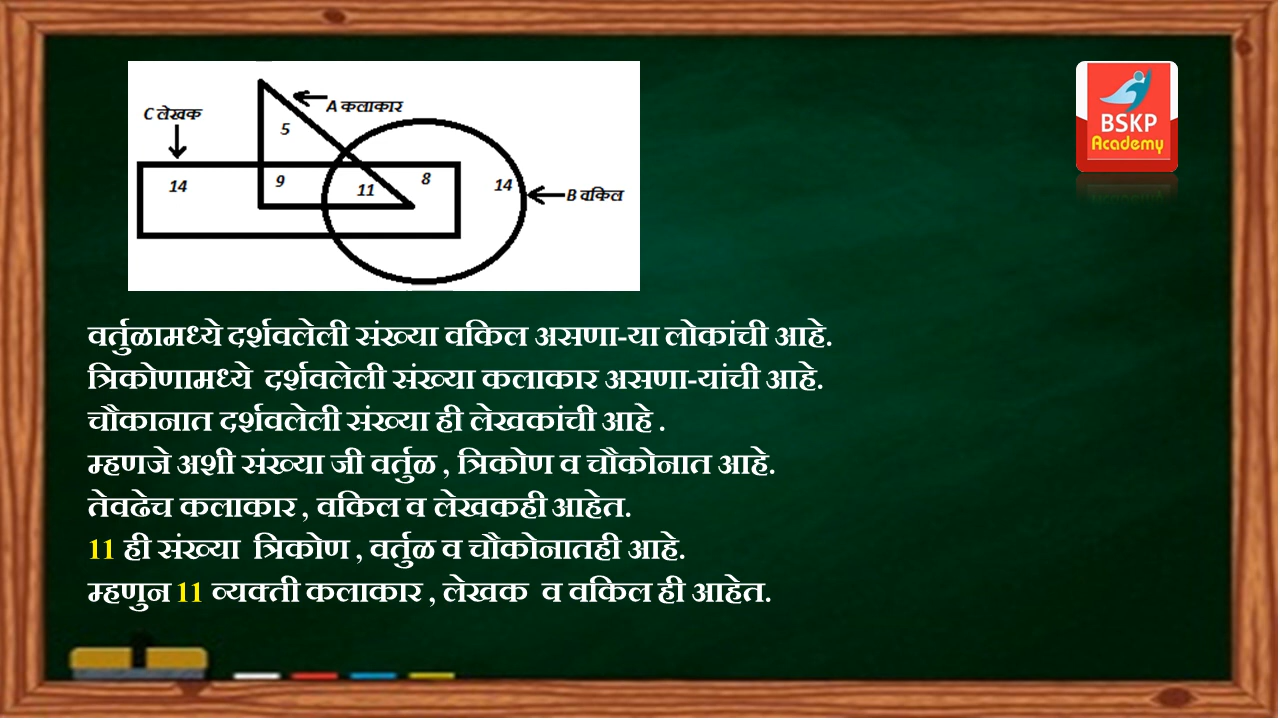 A कलाकार
C लेखक
5
14
9
11
8
14
B वकिल
BSKP
Academy
वर्तुळामध्ये दर्शवलेली संख्या वकिल असणा-या लोकांची आहे.
त्रिकोणामध्ये दर्शवलेली संख्या कलाकार असणा-यांची आहे.
चौकानात दर्शवलेली संख्या ही लेखकांची आहे .
म्हणजे अशी संख्या जी वर्तुळ , त्रिकोण व चौकोनात आहे.
तेवढेच कलाकार , वकिल व लेखकही आहेत.
11 ही संख्या त्रिकोण , वर्तुळ व चौकोनातही आहे.
म्हणुन 11 व्यक्ती कलाकार , लेखक व वकिल ही आहेत.